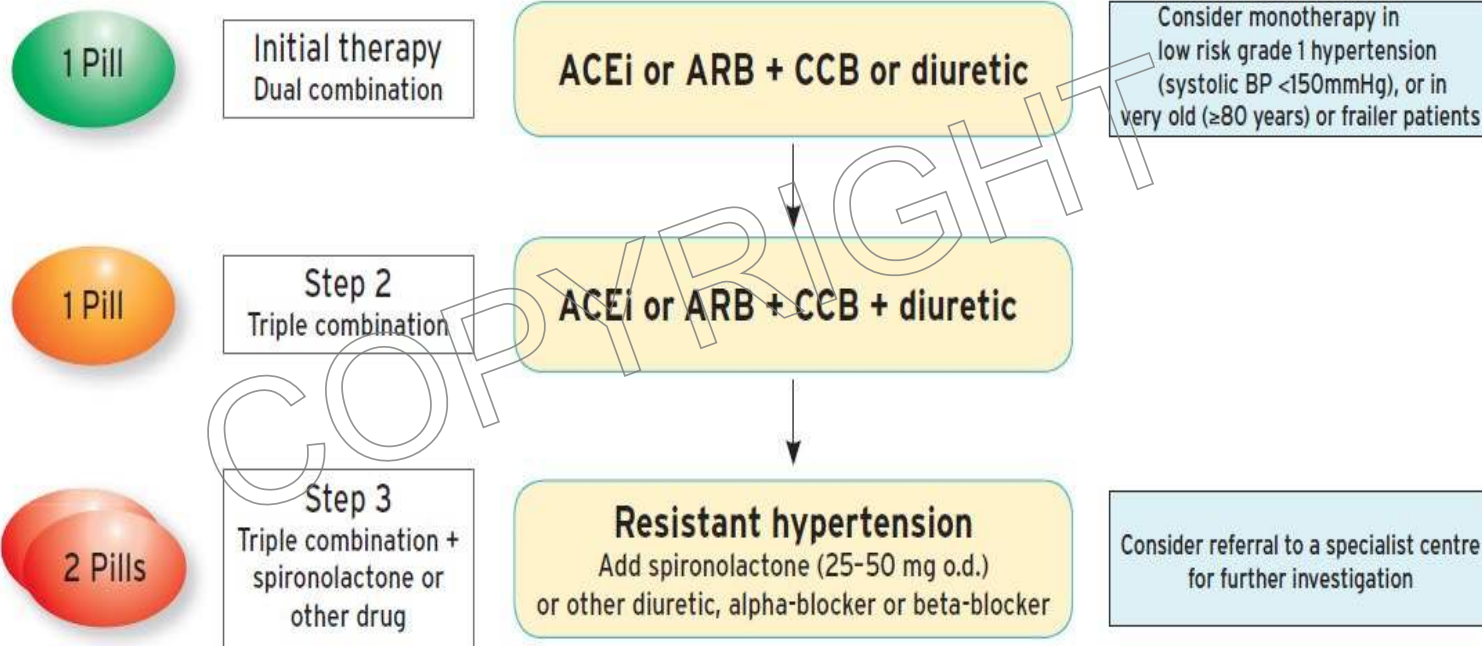 1 Pill
Initial therapy
Dual combination
ACEi or ARB + CCB or diuretic
Consider monotherapy in
low risk grade 1 hypertension
(systolic BP <150mmHg), or in
very old (≥80 years) or frailer patients
1 Pill
Step 2
Triple combination
ACEi or ARB + CCB + diuretic
2 Pills
Step 3
Triple combination +
spironolactone or
other drug
Resistant hypertension
Add spironolactone (25-50 mg o.d.)
or other diuretic, alpha-blocker or beta-blocker
Consider referral to a specialist centre
for further investigation
COPYRIGHT